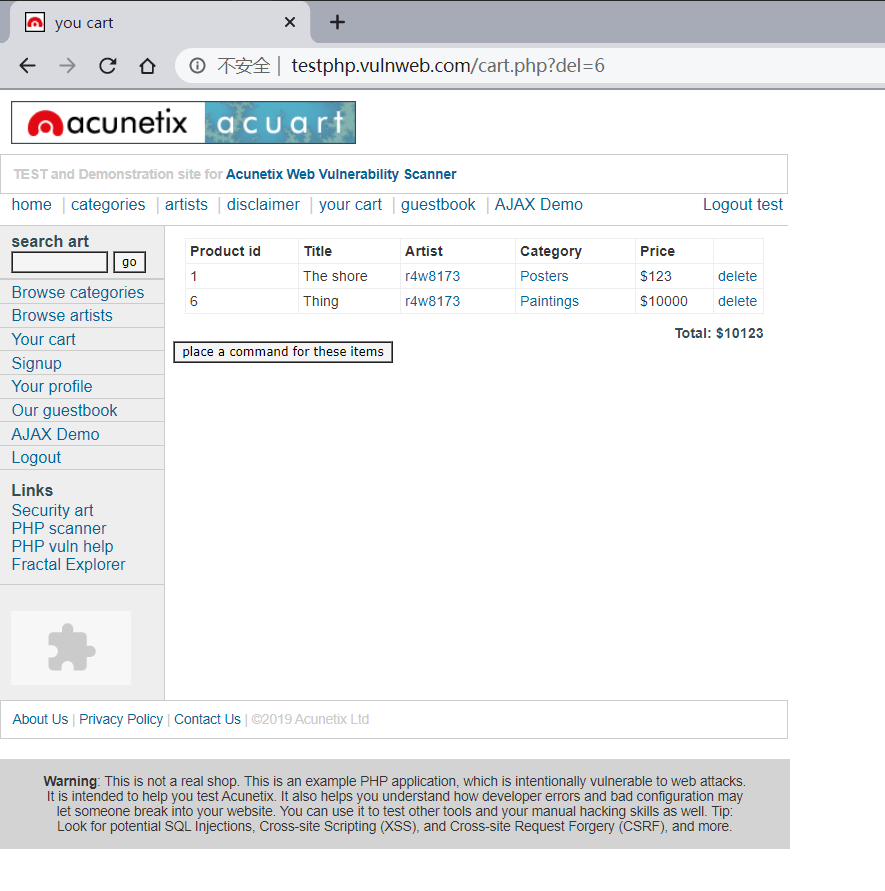 you cart
不安全 | testphp.vulnweb.com/cart.php?del=6
acunetix acuart
TEST and Demonstration site for Acunetix Web Vulnerability Scanner
home | categories | artists | disclaimer | your cart | guestbook | AJAX Demo Logout test
search art
go
Browse categories
Browse artists
Your cart
Signup
Your profile
Our guestbook
AJAX Demo
Logout
Links
Security art
PHP scanner
PHP vuln help
Fractal Explorer
Product id Title Artist Category Price
1 The shore r4w8173 Posters $123 delete
6 Thing r4w8173 Paintings $10000 delete
Total: $10123
place a command for these items
About Us | Privacy Policy | Contact Us | ©2019 Acunetix Ltd
Warning: This is not a real shop. This is an example PHP application, which is intentionally vulnerable to web attacks.
It is intended to help you test Acunetix. It also helps you understand how developer errors and bad configuration may
let someone break into your website. You can use it to test other tools and your manual hacking skills as well. Tip:
Look for potential SQL Injections, Cross-site Scripting (XSS), and Cross-site Request Forgery (CSRF), and more.